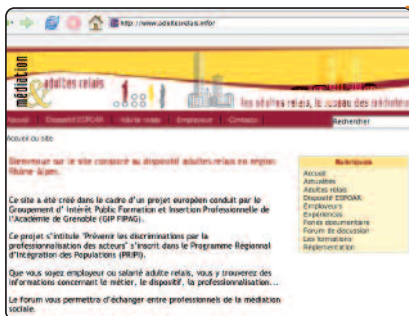 http://www.adultesrelais.info/
médiation
&
adultes relais
les adultes relais, le réseau des médiateurs
Accueil | Dispositif ESPOAR | Adulte relais | Employeur | Contacts
Rechercher
Accueil du site
Bienvenue sur le site consacré au dispositif adultes relais en région
Rhône Alpes.
Ce site a été créé dans le cadre d'un projet européen conduit par le
Groupement d' Intérêt Public Formation et Insertion Professionnelle de
l'Académie de Grenoble (GIP FIPAG).
Ce projet s'intitule "Prévenir les discriminations par la
professionnalisation des acteurs" s'inscrit dans le Programme Régional
d'Intégration des Populations (PRIPI).
Que vous soyez employeur ou salarié adulte relais, vous y trouverez des
informations concernant le métier, le dispositif, la professionnalisation...
Le forum vous permettra d'échanger entre professionnels de la médiation
sociale.
Rubriques
Accueil
Actualités
Adultes relais
Dispositif ESPOAR
Employeurs
Expériences
Fonds documentaire
Forum de discussion
Les formations
Réglementation